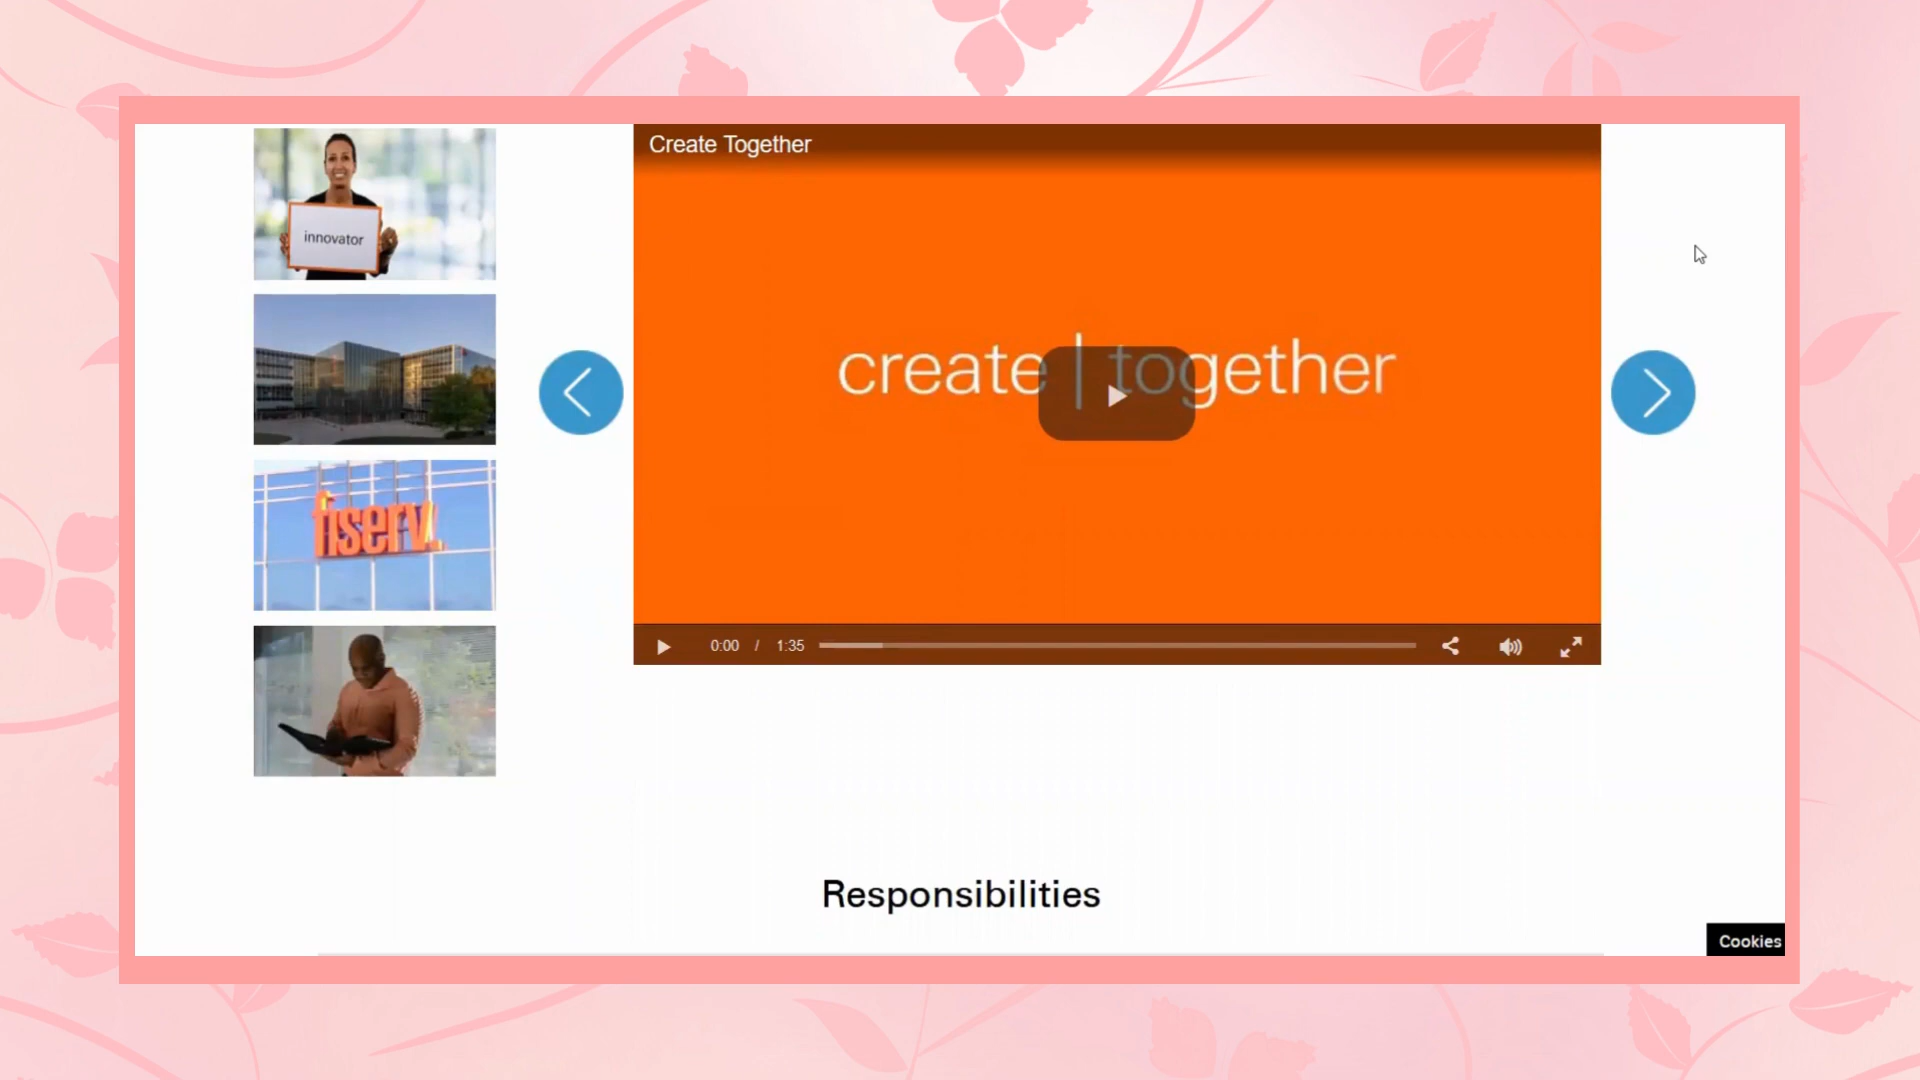 innovator
fiserv.
Create Together
create | together
0:00 / 1:35
Responsibilities
Cookies